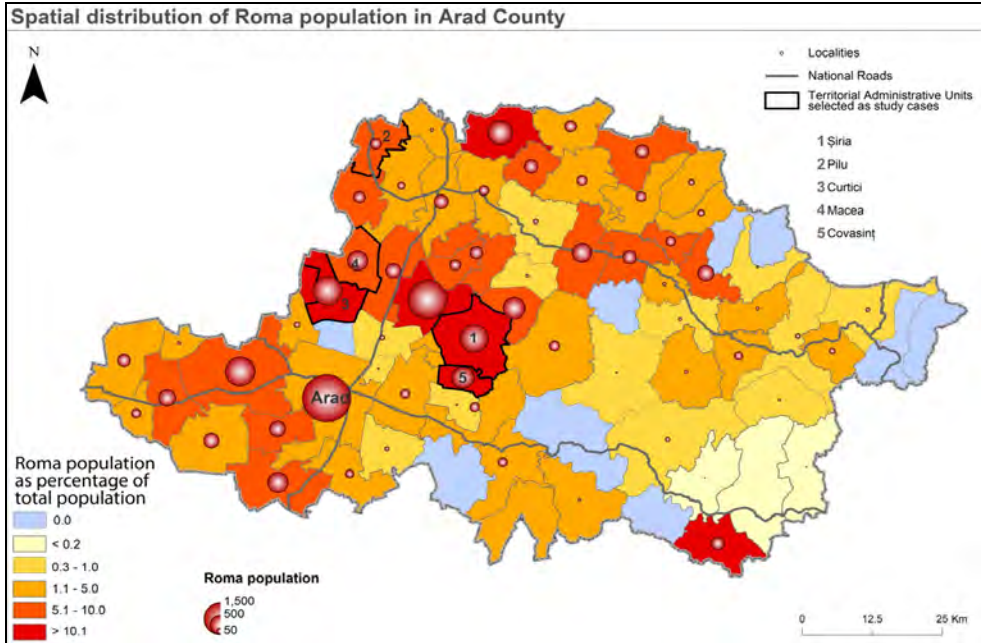 Spatial distribution of Roma population in Arad County
N
Localities
National Roads
Territorial Administrative Units
selected as study cases
1 Şiria
2 Pilu
3 Curtici
4 Macea
5 Covasinț
2
4
3
1
5
Arad
Roma population
as percentage of
total population
0.0
< 0.2
0.3 - 1.0
1.1 - 5.0
5.1 - 10.0
> 10.1
Roma population
1,500
500
50
0 12.5 25 Km